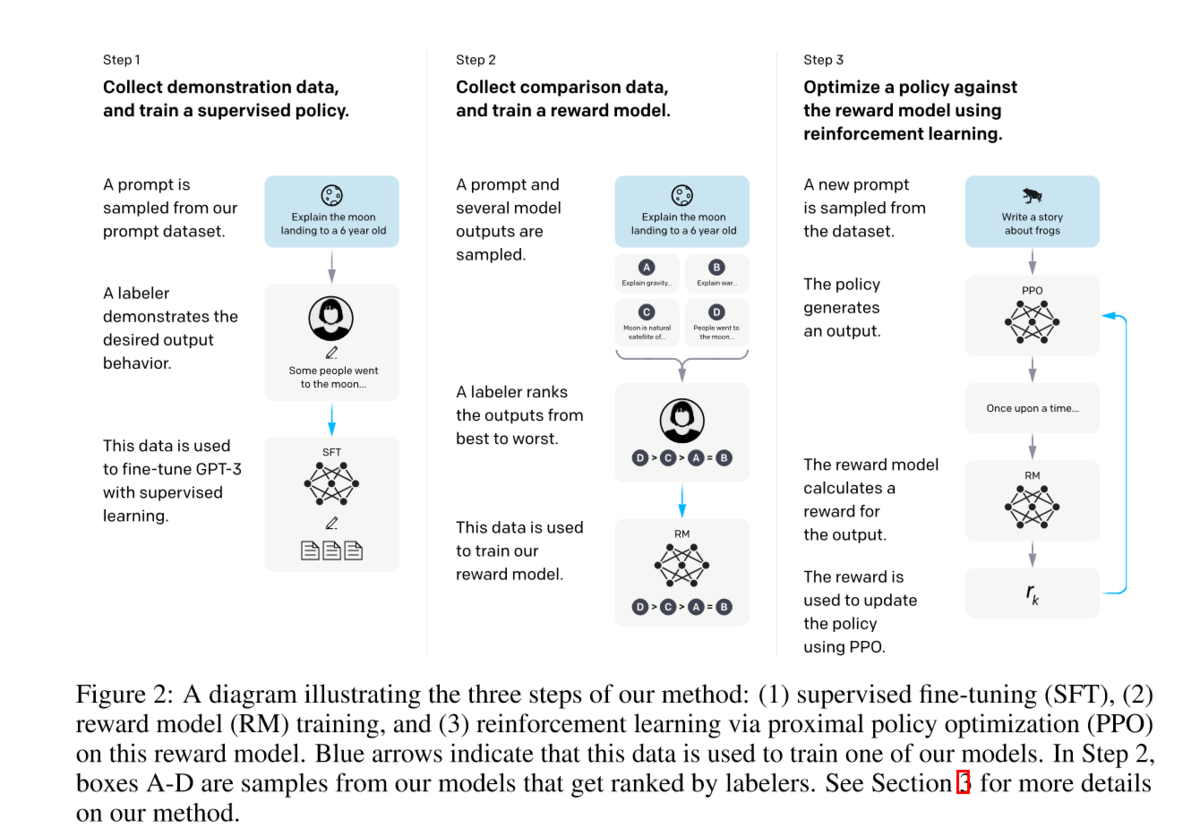 Step 1
Collect demonstration data,
and train a supervised policy.
A prompt is
sampled from our
prompt dataset.
Explain the moon
landing to a 6 year old
A labeler
demonstrates the
desired output
behavior.
Some people went
to the moon...
This data is used
to fine-tune GPT-3
with supervised
learning.
SFT
Step 2
Collect comparison data,
and train a reward model.
A prompt and
several model
outputs are
sampled.
Explain the moon
landing to a 6 year old
A
Explain gravity...
B
Explain war...
C
Moon is natural
satellite of...
D
People went to
the moon...
A labeler ranks
the outputs from
best to worst.
D > C > A = B
This data is used
to train our
reward model.
RM
D > C > A = B
Step 3
Optimize a policy against
the reward model using
reinforcement learning.
A new prompt
is sampled from
the dataset.
Write a story
about frogs
The policy
generates
an output.
PPO
Once upon a time...
The reward model
calculates a
reward for
the output.
RM
The reward is
used to update
the policy
using PPO.
rk
Figure 2: A diagram illustrating the three steps of our method: (1) supervised fine-tuning (SFT), (2)
reward model (RM) training, and (3) reinforcement learning via proximal policy optimization (PPO)
on this reward model. Blue arrows indicate that this data is used to train one of our models. In Step 2,
boxes A-D are samples from our models that get ranked by labelers. See Section 3 for more details
on our method.